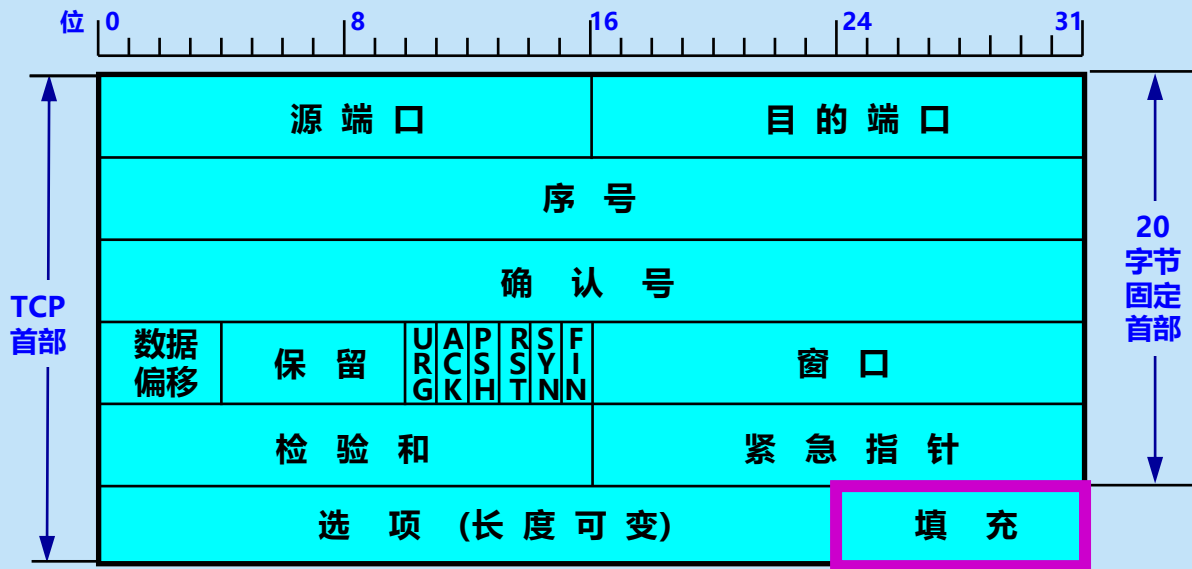 位 0 8 16 24 31
源端口 目的端口
序号
确认号
TCP
首部
20
字节
固定
首部
数据
偏移
保留
URG
ACK
PSH
RST
SYN
FIN
窗口
检验和 紧急指针
选项 (长度可变) 填充